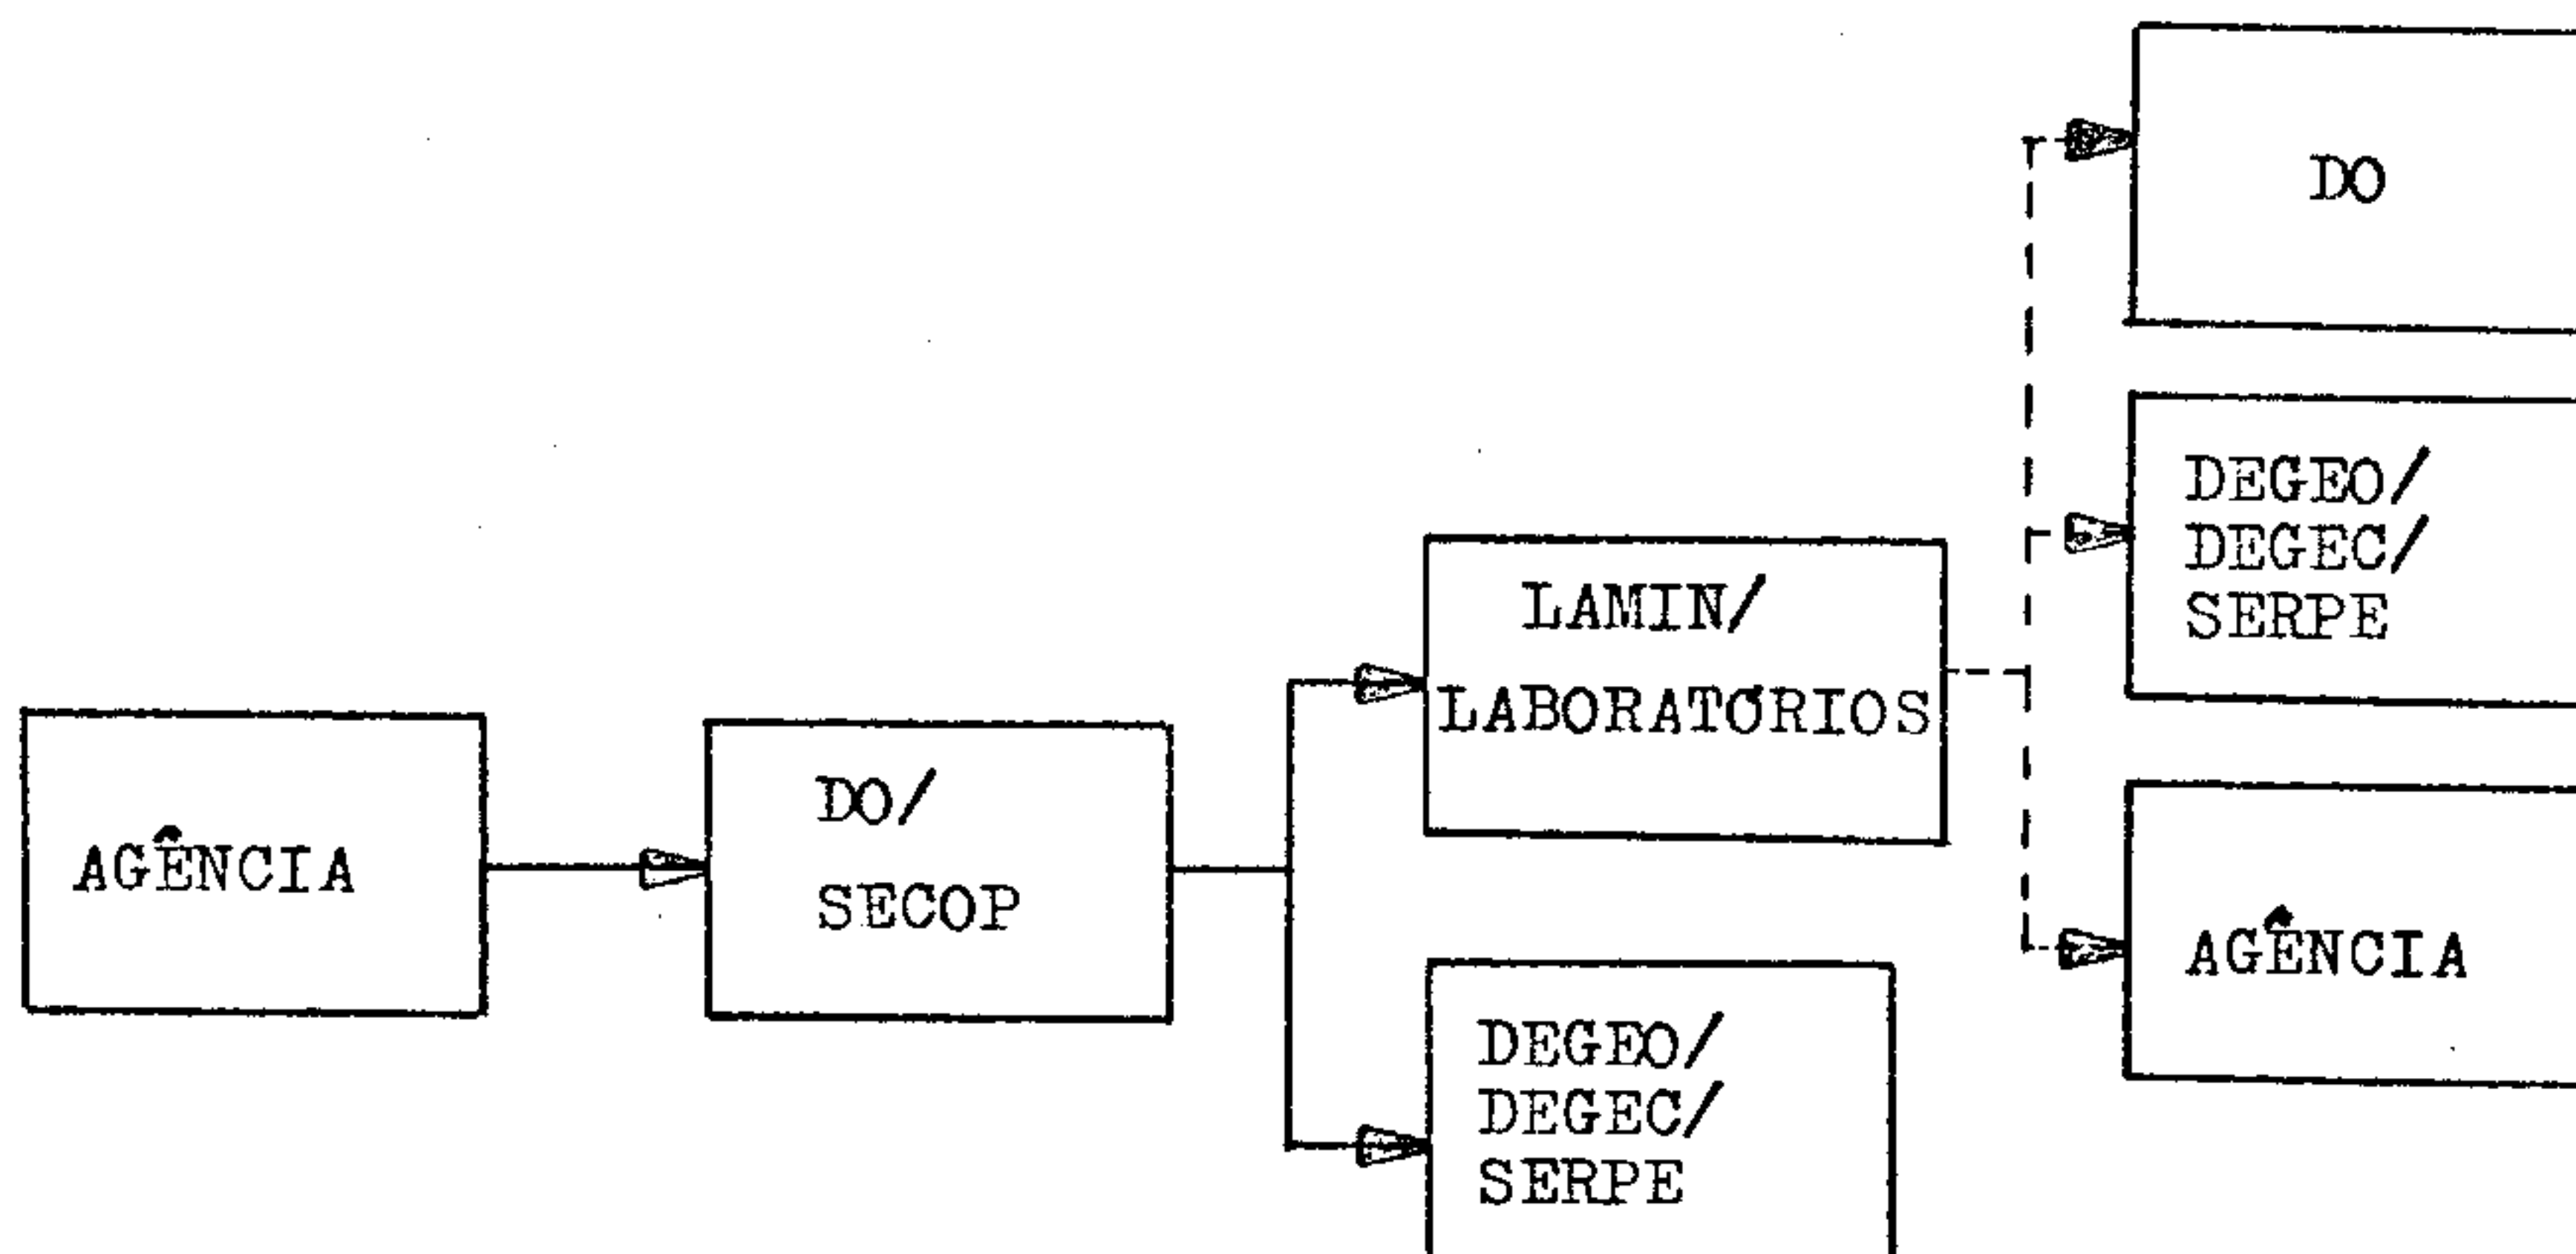 AGÊNCIA
DO/
SECOP
LAMIN/
LABORATÓRIOS
DEGEO/
DEGEC/
SERPE
DO
DEGEO/
DEGEC/
SERPE
AGÊNCIA